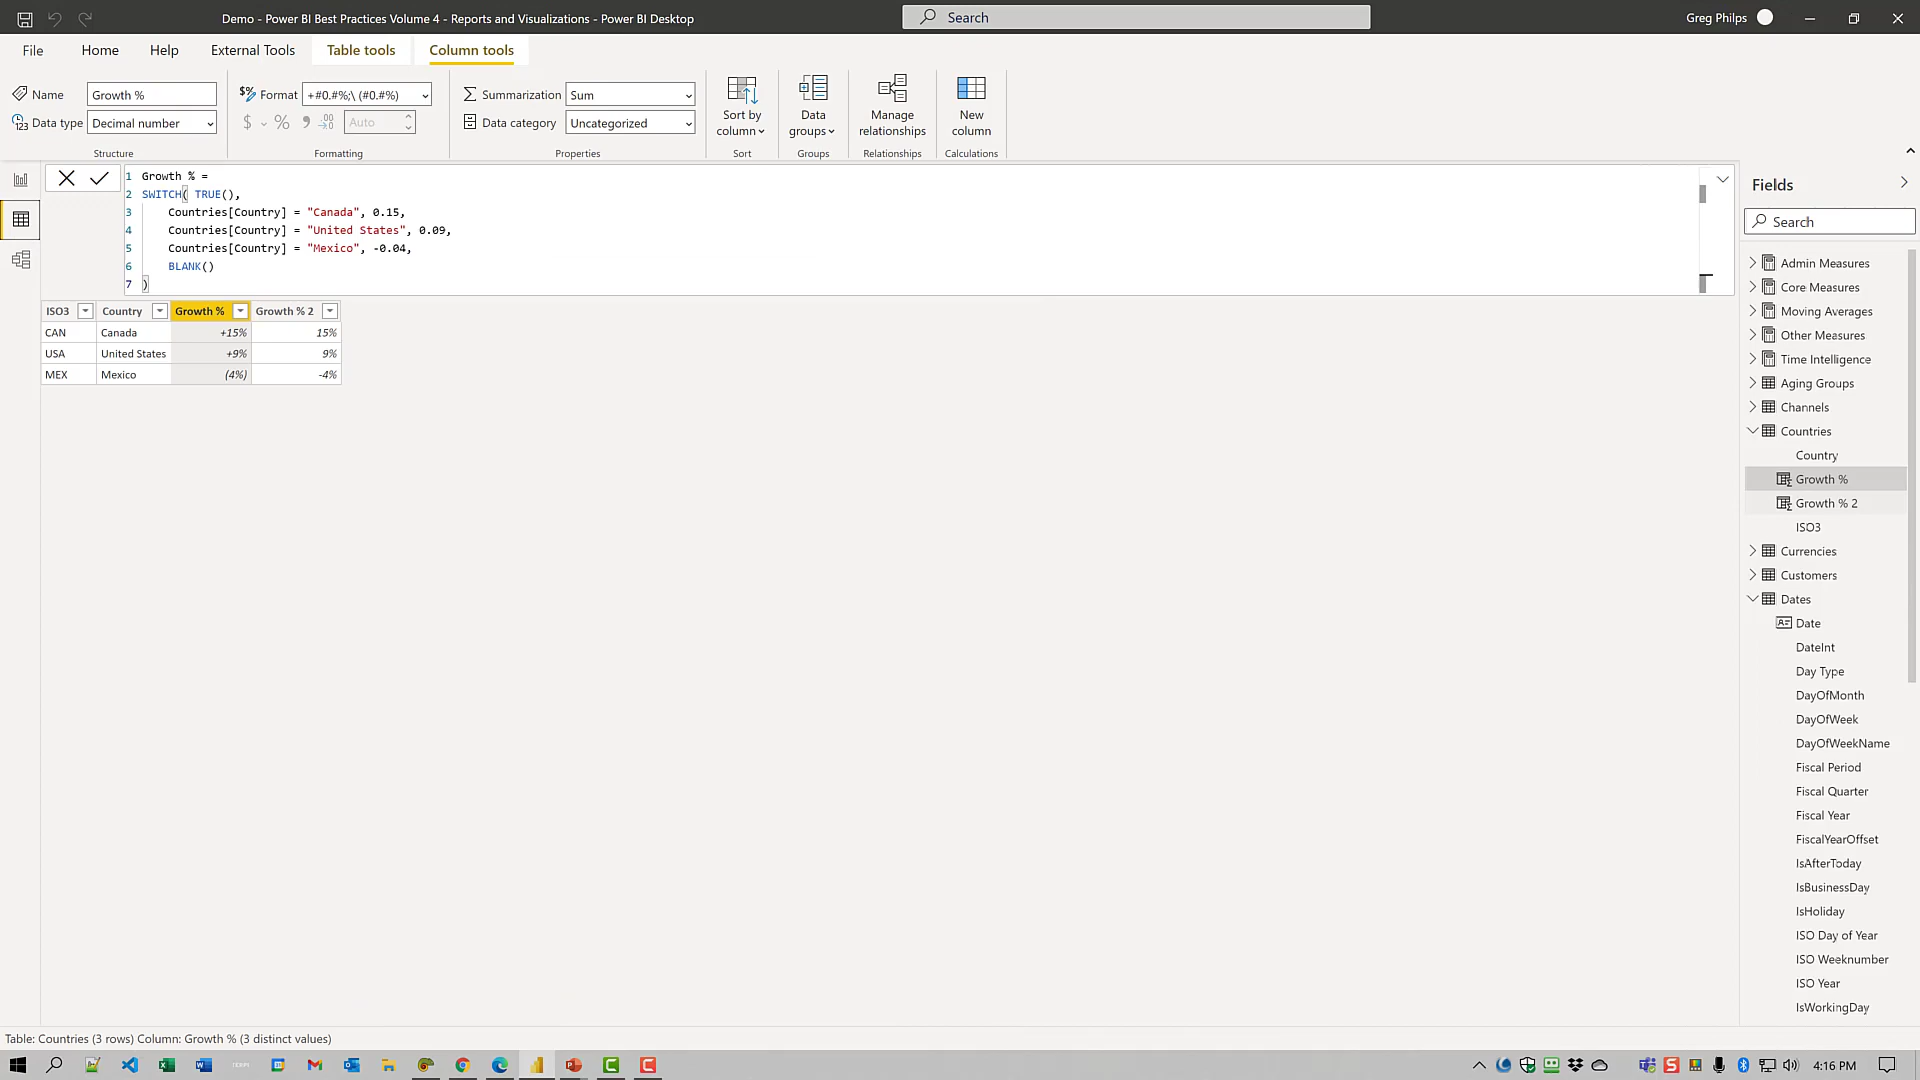 Demo - Power BI Best Practices Volume 4 - Reports and Visualizations - Power BI Desktop
Search
Greg Philps
File
Home
Help
External Tools
Table tools
Column tools
Name
Growth %
Data type
Decimal number
Structure
Format
+#0.#%;\ (#0.#%)
Auto
Formatting
Summarization
Sum
Data category
Uncategorized
Properties
Sort by
column
Sort
Data
groups
Groups
Manage
relationships
Relationships
New
column
Calculations
1 Growth % =
2 SWITCH( TRUE(),
3 Countries[Country] = "Canada", 0.15,
4 Countries[Country] = "United States", 0.09,
5 Countries[Country] = "Mexico", -0.04,
6 BLANK()
7 )
ISO3 Country Growth % Growth % 2
CAN Canada +15% 15%
USA United States +9% 9%
MEX Mexico (4%) -4%
Fields
Search
Admin Measures
Core Measures
Moving Averages
Other Measures
Time Intelligence
Aging Groups
Channels
Countries
Country
Growth %
Growth % 2
ISO3
Currencies
Customers
Dates
Date
DateInt
Day Type
DayOfMonth
DayOfWeek
DayOfWeekName
Fiscal Period
Fiscal Quarter
Fiscal Year
FiscalYearOffset
IsAfterToday
IsBusinessDay
IsHoliday
ISO Day of Year
ISO Weeknumber
ISO Year
IsWorkingDay
Table: Countries (3 rows) Column: Growth % (3 distinct values)
4:16 PM